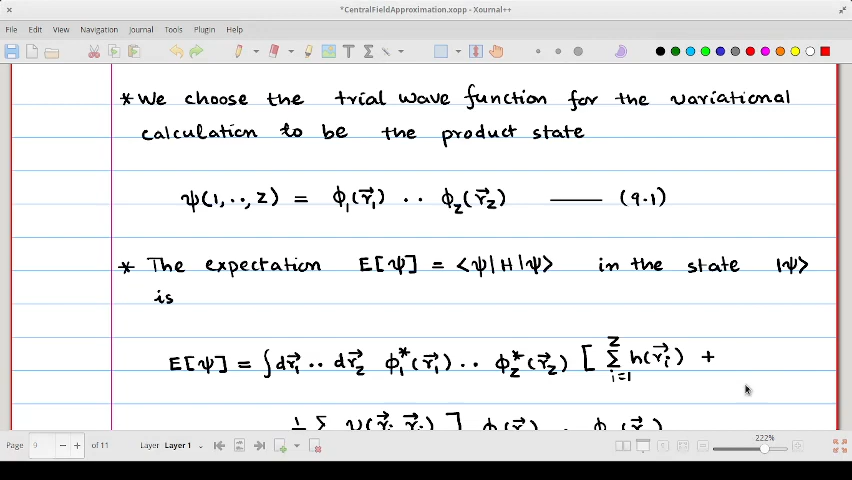 *CentralFieldApproximation.xopp - Xournal++
File Edit View Navigation Journal Tools Plugin Help
* We choose the trial wave function for the variational
calculation to be the product state
ψ(1,..,Z) = ϕ₁(r⃗₁) .. ϕ_Z(r⃗_Z) —— (9.1)
* The expectation E[ψ] = <ψ|H|ψ> in the state |ψ>
is
E[ψ] = ∫dr⃗₁ .. dr⃗_Z ϕ₁*(r⃗₁) .. ϕ_Z*(r⃗_Z) [ Σ_{i=1}^{Z} h(r⃗_i) +
Page 9 of 11 Layer Layer 1 222%